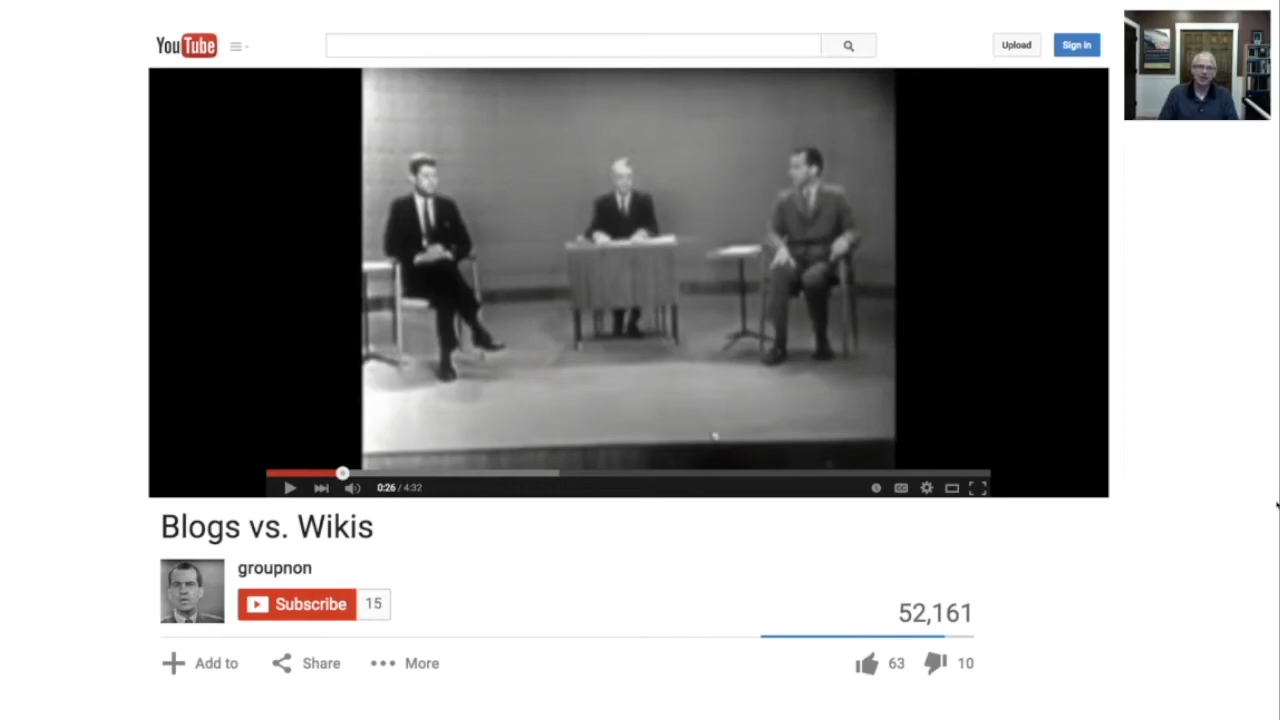 YouTube
Upload
Sign in
0:26 / 4:32
CC
Blogs vs. Wikis
groupnon
Subscribe 15
52,161
Add to Share More
63 10